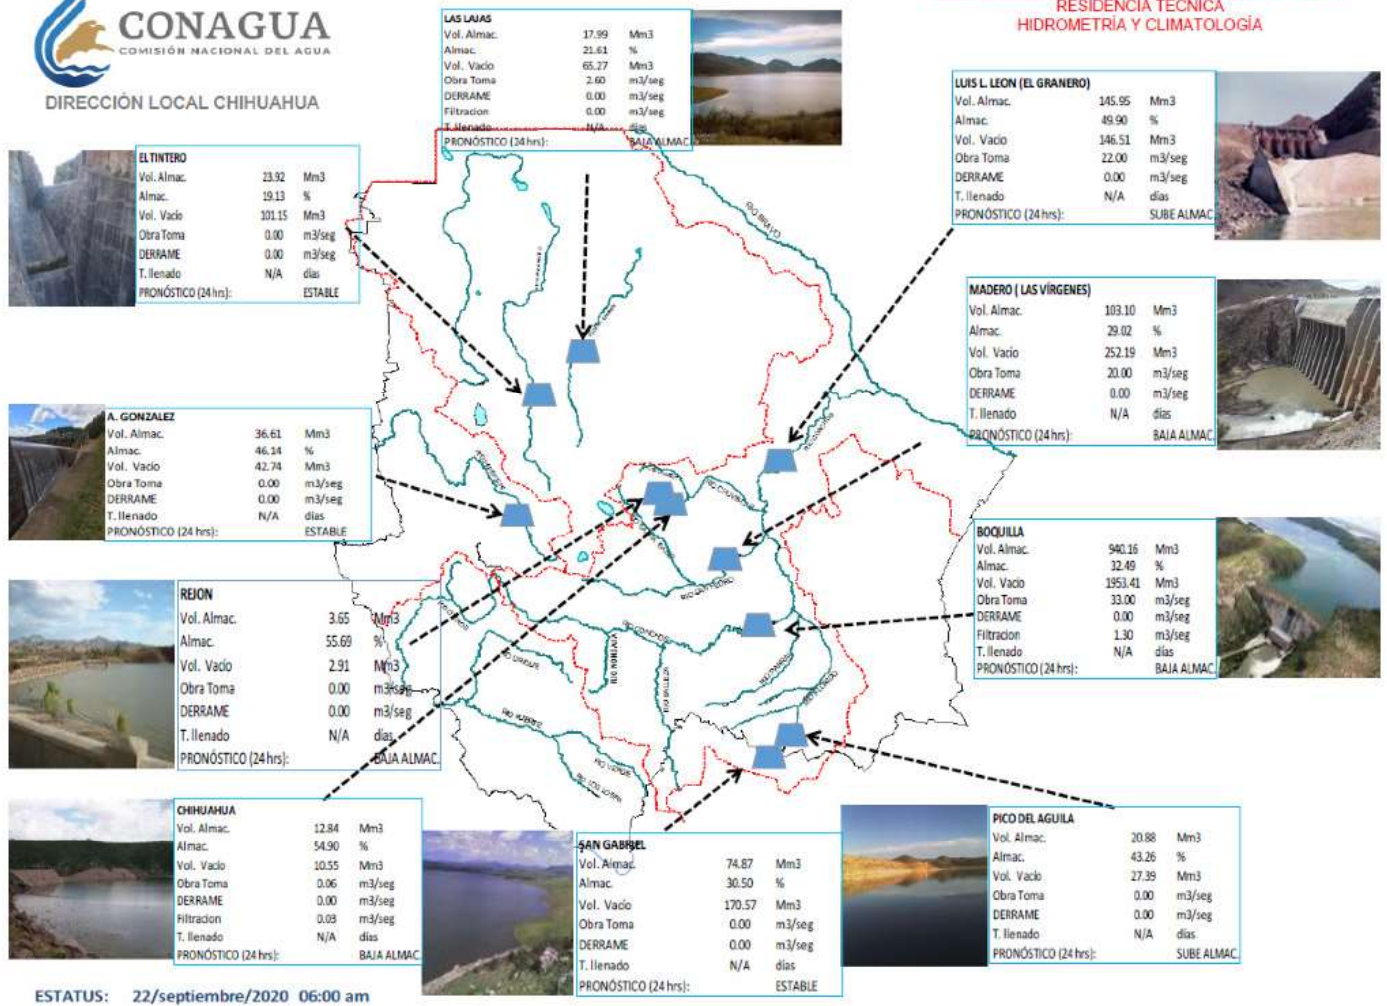 CONAGUA
COMISIÓN NACIONAL DEL AGUA
DIRECCIÓN LOCAL CHIHUAHUA
RESIDENCIA TÉCNICA
HIDROMETRÍA Y CLIMATOLOGÍA
LAS LAJAS
Vol. Almac. 17.99 Mm3
Almac. 21.61 %
Vol. Vacio 65.27 Mm3
Obra Toma 2.60 m3/seg
DERRAME 0.00 m3/seg
Filtracion 0.00 m3/seg
T. llenado N/A días
PRONÓSTICO (24 hrs): BAJA ALMAC.
LUIS L. LEON (EL GRANERO)
Vol. Almac. 145.95 Mm3
Almac. 49.90 %
Vol. Vacio 146.51 Mm3
Obra Toma 22.00 m3/seg
DERRAME 0.00 m3/seg
T. llenado N/A días
PRONÓSTICO (24 hrs): SUBE ALMAC.
EL TINTERO
Vol. Almac. 23.92 Mm3
Almac. 19.13 %
Vol. Vacio 101.15 Mm3
Obra Toma 0.00 m3/seg
DERRAME 0.00 m3/seg
T. llenado N/A días
PRONÓSTICO (24 hrs): ESTABLE
MADERO ( LAS VÍRGENES)
Vol. Almac. 103.10 Mm3
Almac. 29.02 %
Vol. Vacio 252.19 Mm3
Obra Toma 20.00 m3/seg
DERRAME 0.00 m3/seg
T. llenado N/A días
PRONÓSTICO (24 hrs): BAJA ALMAC.
A. GONZALEZ
Vol. Almac. 36.61 Mm3
Almac. 46.14 %
Vol. Vacio 42.74 Mm3
Obra Toma 0.00 m3/seg
DERRAME 0.00 m3/seg
T. llenado N/A días
PRONÓSTICO (24 hrs): ESTABLE
BOQUILLA
Vol. Almac. 940.16 Mm3
Almac. 32.49 %
Vol. Vacio 1953.41 Mm3
Obra Toma 33.00 m3/seg
DERRAME 0.00 m3/seg
Filtracion 1.30 m3/seg
T. llenado N/A días
PRONÓSTICO (24 hrs): BAJA ALMAC.
REJON
Vol. Almac. 3.65 Mm3
Almac. 55.69 %
Vol. Vacio 2.91 Mm3
Obra Toma 0.00 m3/seg
DERRAME 0.00 m3/seg
T. llenado N/A días
PRONÓSTICO (24 hrs): BAJA ALMAC.
RIO BRAVO
RIO CHUVISCAR
RIO SAN PEDRO
RIO CONCHOS
RIO NONOAVA
RIO BALLEZA
RIO URIQUE
CHIHUAHUA
Vol. Almac. 12.84 Mm3
Almac. 54.90 %
Vol. Vacio 10.55 Mm3
Obra Toma 0.06 m3/seg
DERRAME 0.00 m3/seg
Filtracion 0.03 m3/seg
T. llenado N/A días
PRONÓSTICO (24 hrs): BAJA ALMAC.
SAN GABRIEL
Vol. Almac. 74.87 Mm3
Almac. 30.50 %
Vol. Vacio 170.57 Mm3
Obra Toma 0.00 m3/seg
DERRAME 0.00 m3/seg
T. llenado N/A días
PRONÓSTICO (24 hrs): ESTABLE
PICO DEL AGUILA
Vol. Almac. 20.88 Mm3
Almac. 43.26 %
Vol. Vacio 27.39 Mm3
Obra Toma 0.00 m3/seg
DERRAME 0.00 m3/seg
T. llenado N/A días
PRONÓSTICO (24 hrs): SUBE ALMAC.
ESTATUS: 22/septiembre/2020 06:00 am